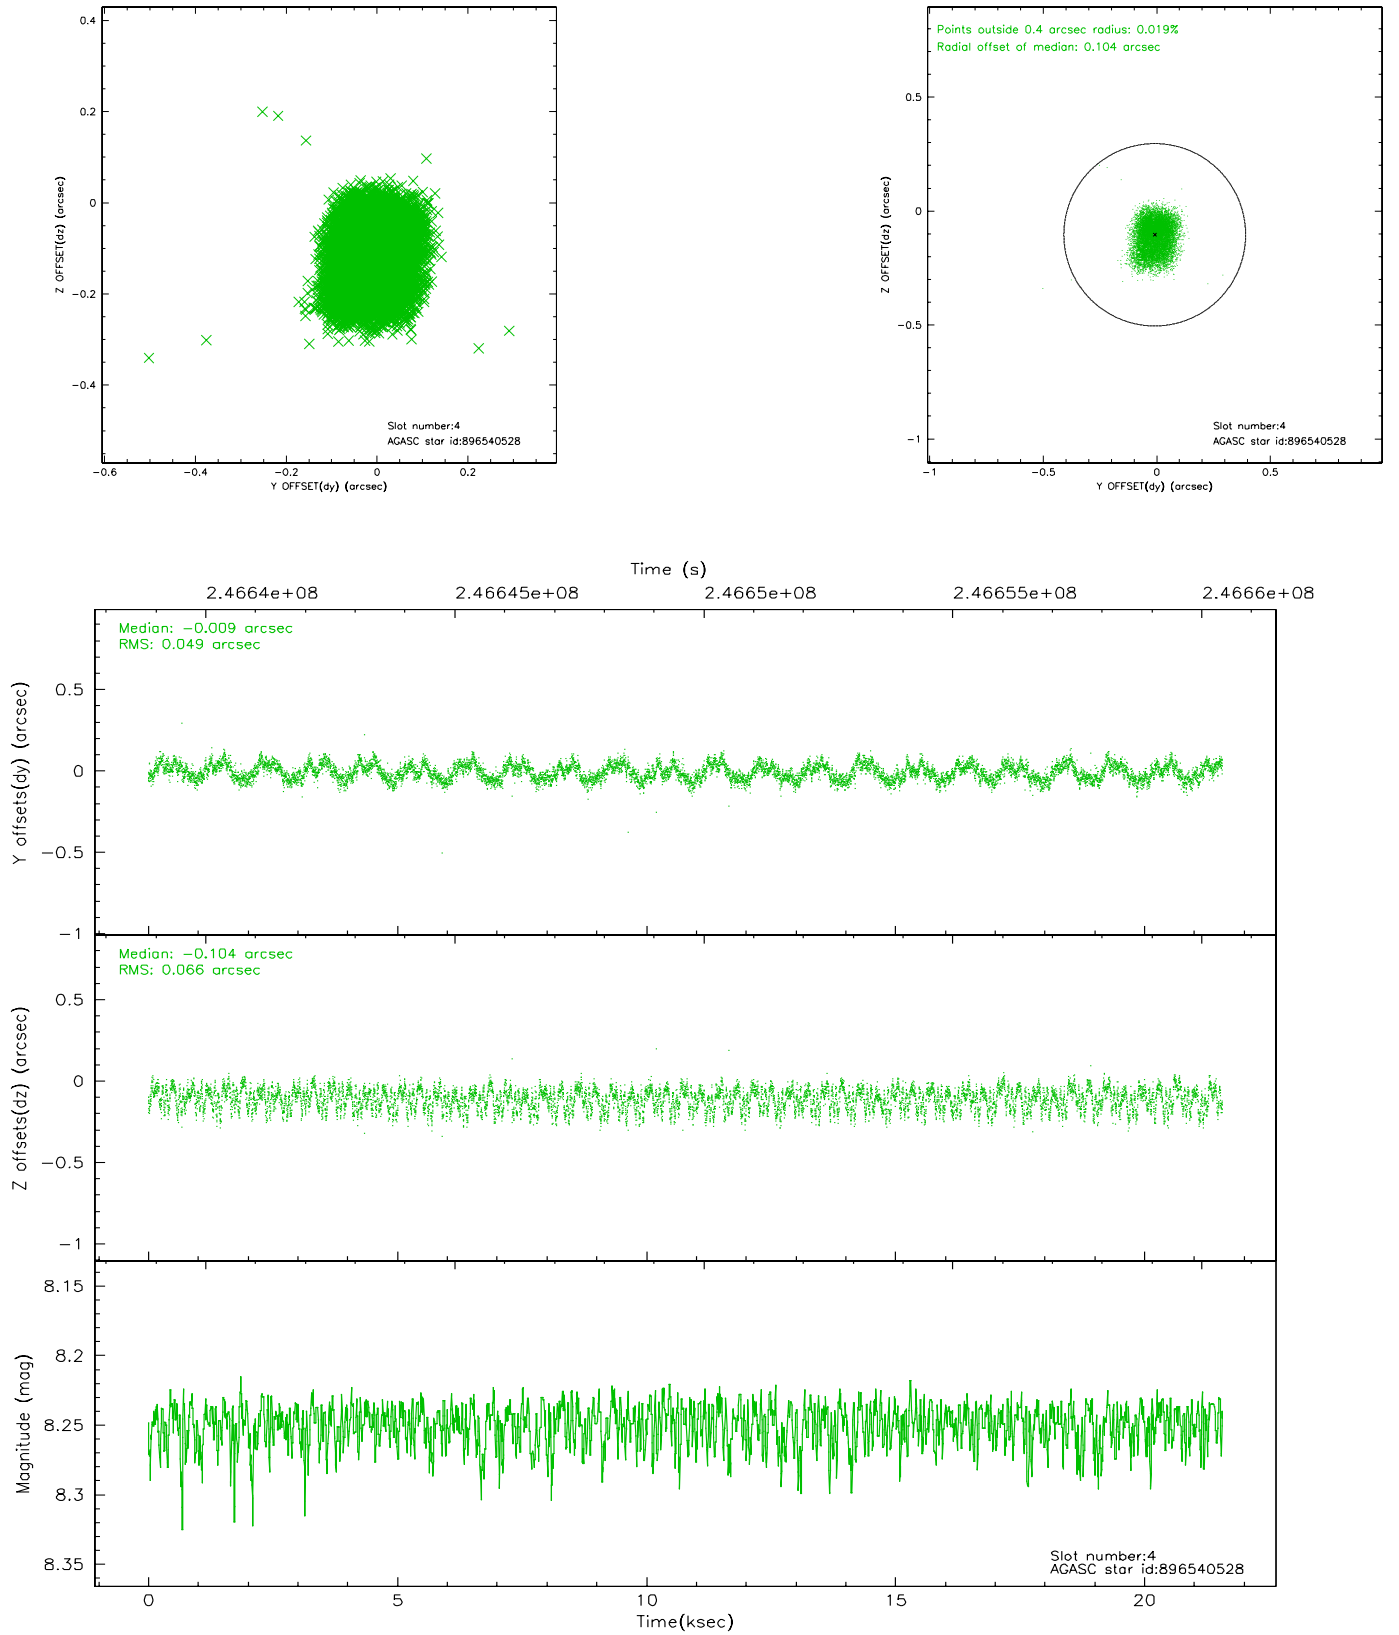 0.4
0.2
0
−0.2
−0.4
Z OFFSET(dz) (arcsec)
Slot number:4
AGASC star id:896540528
−0.6
−0.4
−0.2
0
0.2
Y OFFSET(dy) (arcsec)
Points outside 0.4 arcsec radius: 0.019%
Radial offset of median: 0.104 arcsec
0.5
0
−0.5
−1
Z OFFSET(dz) (arcsec)
Slot number:4
AGASC star id:896540528
−1
−0.5
0
0.5
Y OFFSET(dy) (arcsec)
Time (s)
2.4664e+08
2.46645e+08
2.4665e+08
2.46655e+08
2.4666e+08
Median: −0.009 arcsec
RMS: 0.049 arcsec
0.5
0
−0.5
−1
Y offsets(dy) (arcsec)
Median: −0.104 arcsec
RMS: 0.066 arcsec
0.5
0
−0.5
−1
Z offsets(dz) (arcsec)
8.15
8.2
8.25
8.3
8.35
Magnitude (mag)
Slot number:4
AGASC star id:896540528
0
5
10
15
20
Time(ksec)